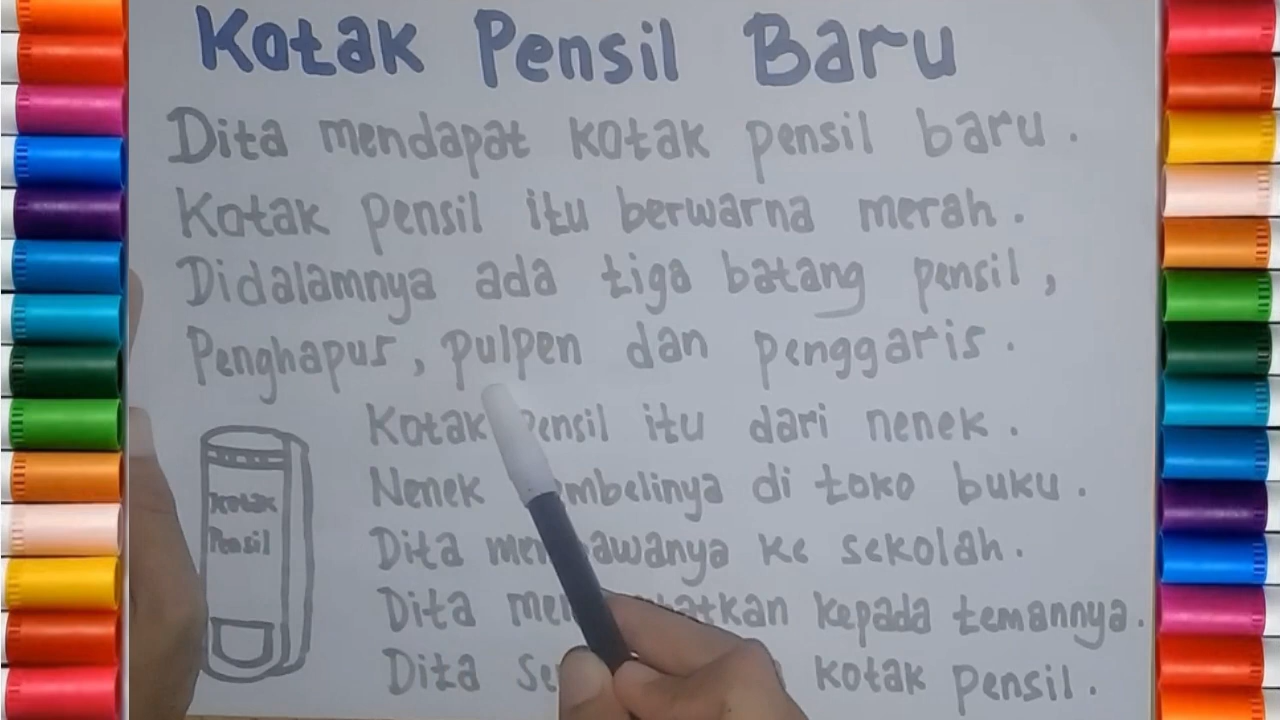 Kotak Pensil Baru
Dita mendapat kotak pensil baru.
Kotak pensil itu berwarna merah.
Didalamnya ada tiga batang pensil,
Penghapus, pulpen dan penggaris.
Kotak Pensil itu dari nenek.
Nenek di toko buku.
Dita ke sekolah.
Dita kepada temannya.
Dita kotak pensil.
Kotak
Pensil